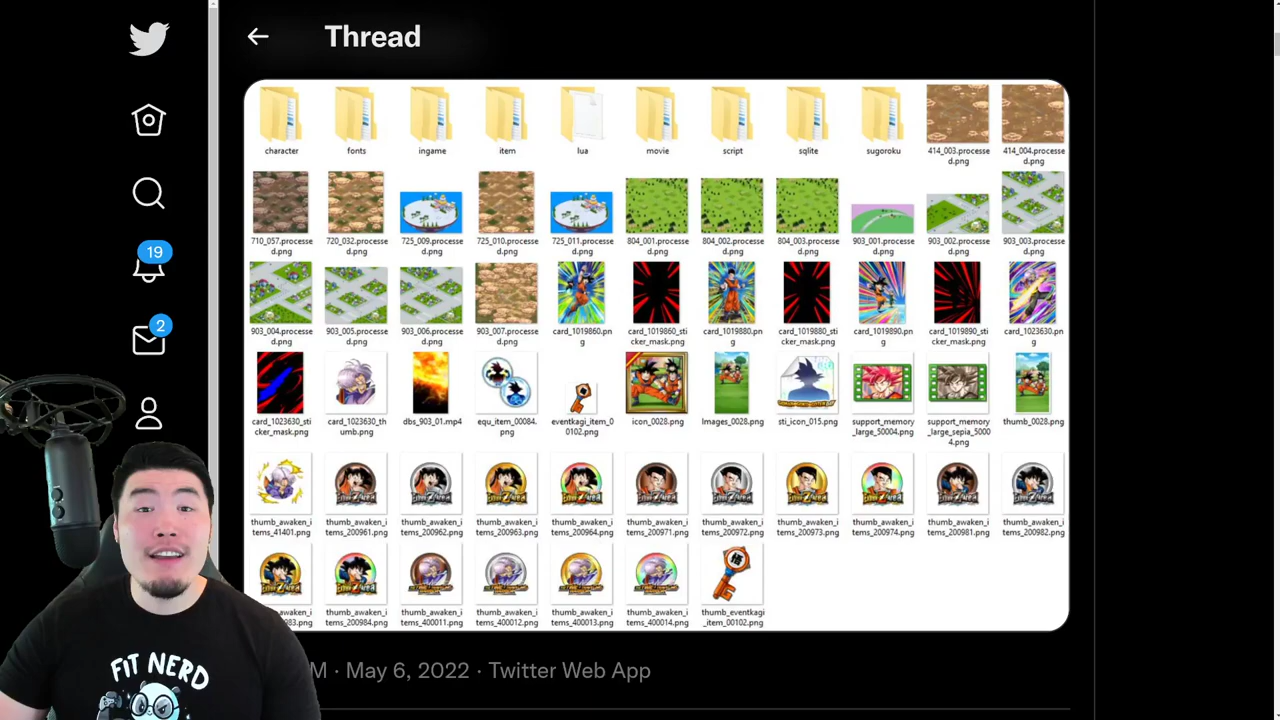 Thread
19
2
character
fonts
ingame
item
lua
movie
script
sqlite
sugoroku
414_003.processe
d.png
414_004.processe
d.png
710_057.processe
d.png
720_032.processe
d.png
725_009.processe
d.png
725_010.processe
d.png
725_011.processe
d.png
804_001.processe
d.png
804_002.processe
d.png
804_003.processe
d.png
903_001.processe
d.png
903_002.processe
d.png
903_003.processe
d.png
903_004.processe
d.png
903_005.processe
d.png
903_006.processe
d.png
903_007.processe
d.png
card_1019860.pn
g
card_1019860_sti
cker_mask.png
card_1019880.pn
g
card_1019880_sti
cker_mask.png
card_1019890.pn
g
card_1019890_sti
cker_mask.png
card_1023630.pn
g
card_1023630_sti
cker_mask.png
card_1023630_th
umb.png
dbs_903_01.mp4
equ_item_00084.
png
eventkagi_item_0
0102.png
icon_0028.png
Images_0028.png
sti_icon_015.png
support_memory
_large_50004.png
support_memory
_large_sepia_5000
4.png
thumb_0028.png
thumb_awaken_i
tems_41401.png
thumb_awaken_i
tems_200961.png
thumb_awaken_i
tems_200962.png
thumb_awaken_i
tems_200963.png
thumb_awaken_i
tems_200964.png
thumb_awaken_i
tems_200971.png
thumb_awaken_i
tems_200972.png
thumb_awaken_i
tems_200973.png
thumb_awaken_i
tems_200974.png
thumb_awaken_i
tems_200981.png
thumb_awaken_i
tems_200982.png
_awaken_i
983.png
thumb_awaken_i
tems_200984.png
thumb_awaken_i
tems_400011.png
thumb_awaken_i
tems_400012.png
thumb_awaken_i
tems_400013.png
thumb_awaken_i
tems_400014.png
thumb_eventkagi
_item_00102.png
M · May 6, 2022 · Twitter Web App
FIT NERD